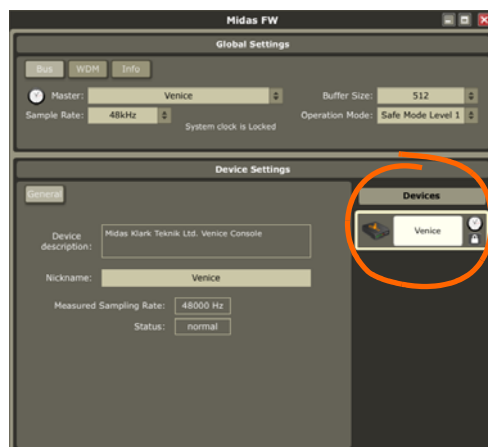 Midas FW
Global Settings
Bus WDM Info
Master: Venice Buffer Size: 512
Sample Rate: 48kHz Operation Mode: Safe Mode Level 1
System clock is Locked
Device Settings
General
Devices
Venice
Device description: Midas Klark Teknik Ltd. Venice Console
Nickname: Venice
Measured Sampling Rate: 48000 Hz
Status: normal